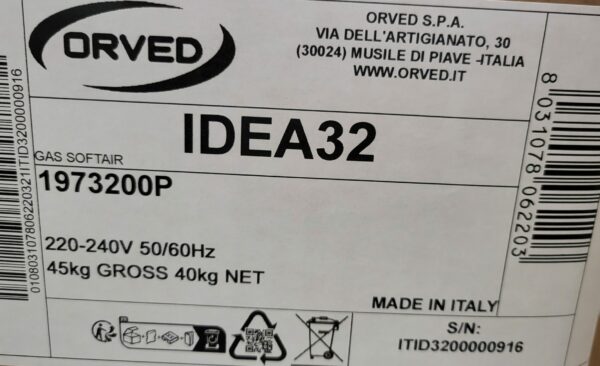 ORVED
ORVED S.P.A.
VIA DELL'ARTIGIANATO, 30
(30024) MUSILE DI PIAVE -ITALIA
WWW.ORVED.IT
IDEA32
GAS SOFTAIR
1973200P
220-240V 50/60Hz
45kg GROSS 40kg NET
MADE IN ITALY
S/N:
ITID3200000916
8 031078 062203
0108031078062203211ITID3200000916